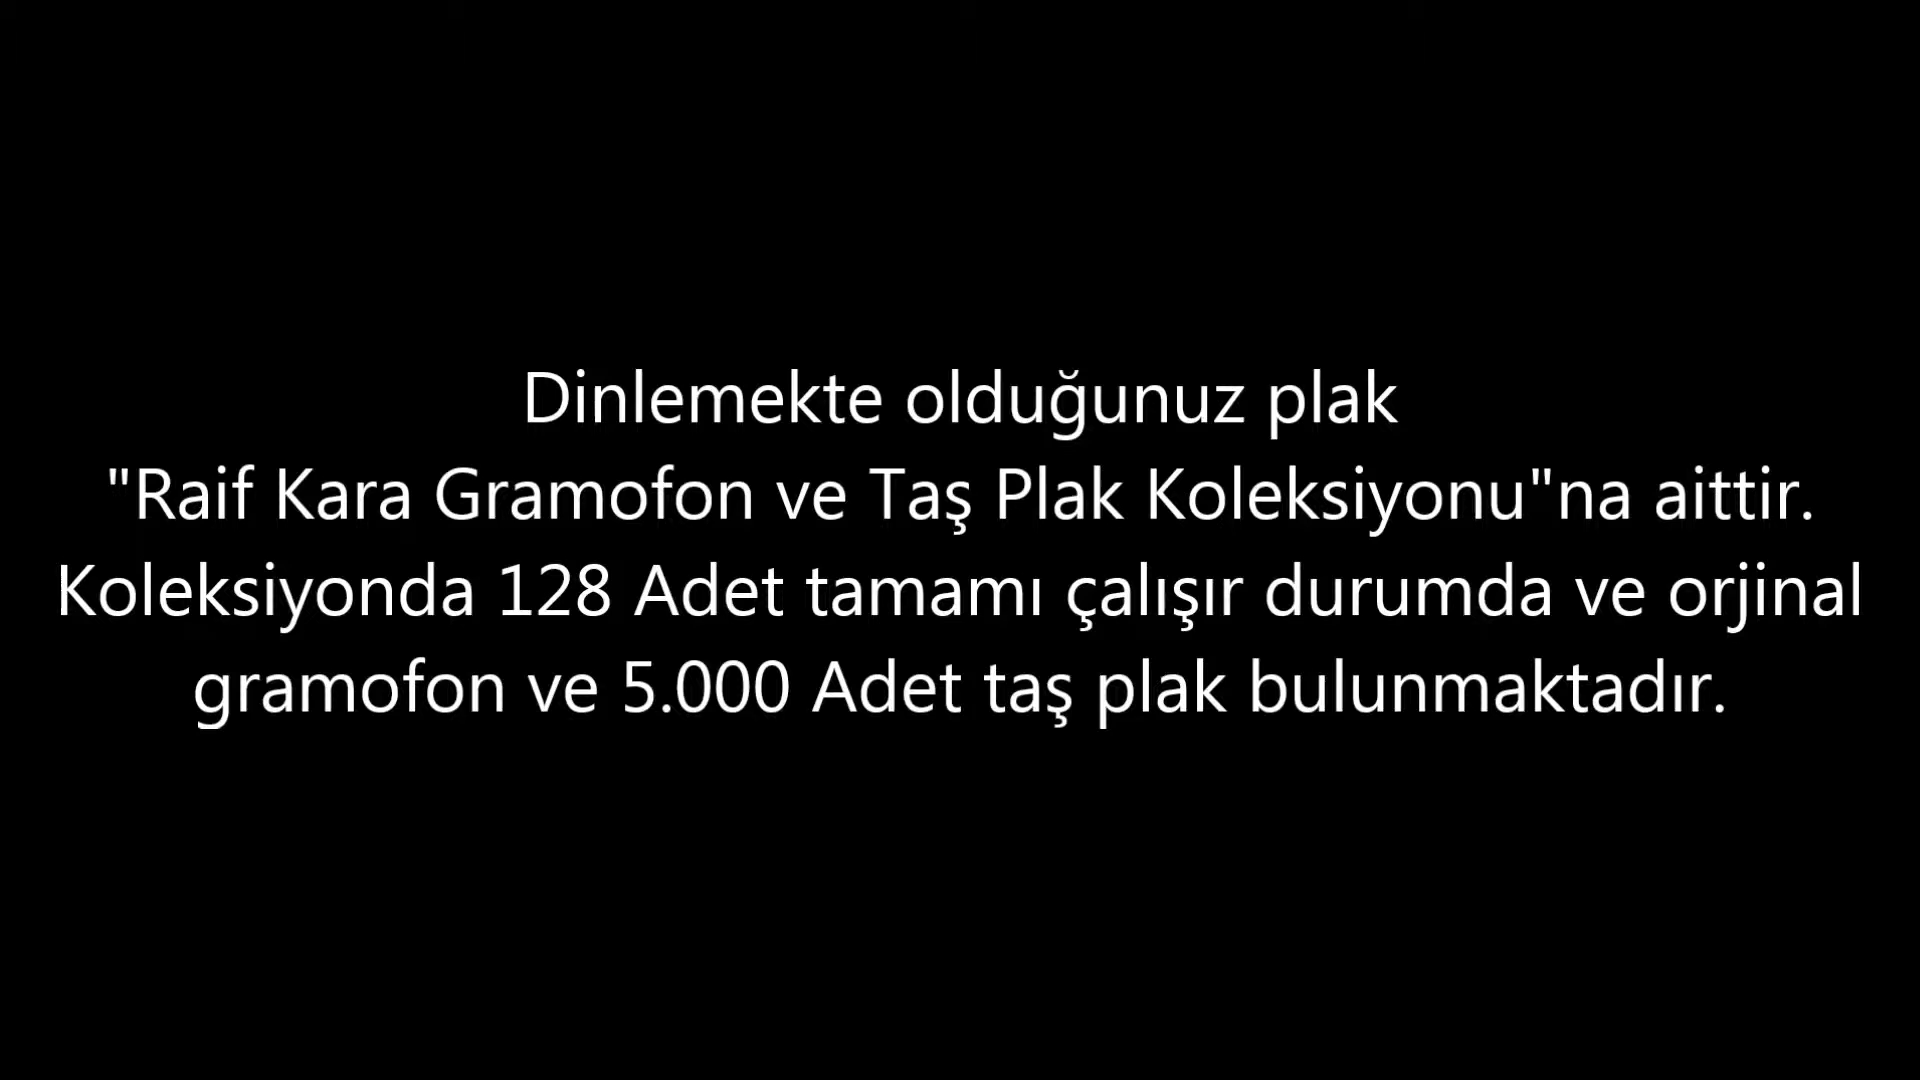 Dinlemekte olduğunuz plak
"Raif Kara Gramofon ve Taş Plak Koleksiyonu"na aittir.
Koleksiyonda 128 Adet tamamı çalışır durumda ve orjinal
gramofon ve 5.000 Adet taş plak bulunmaktadır.